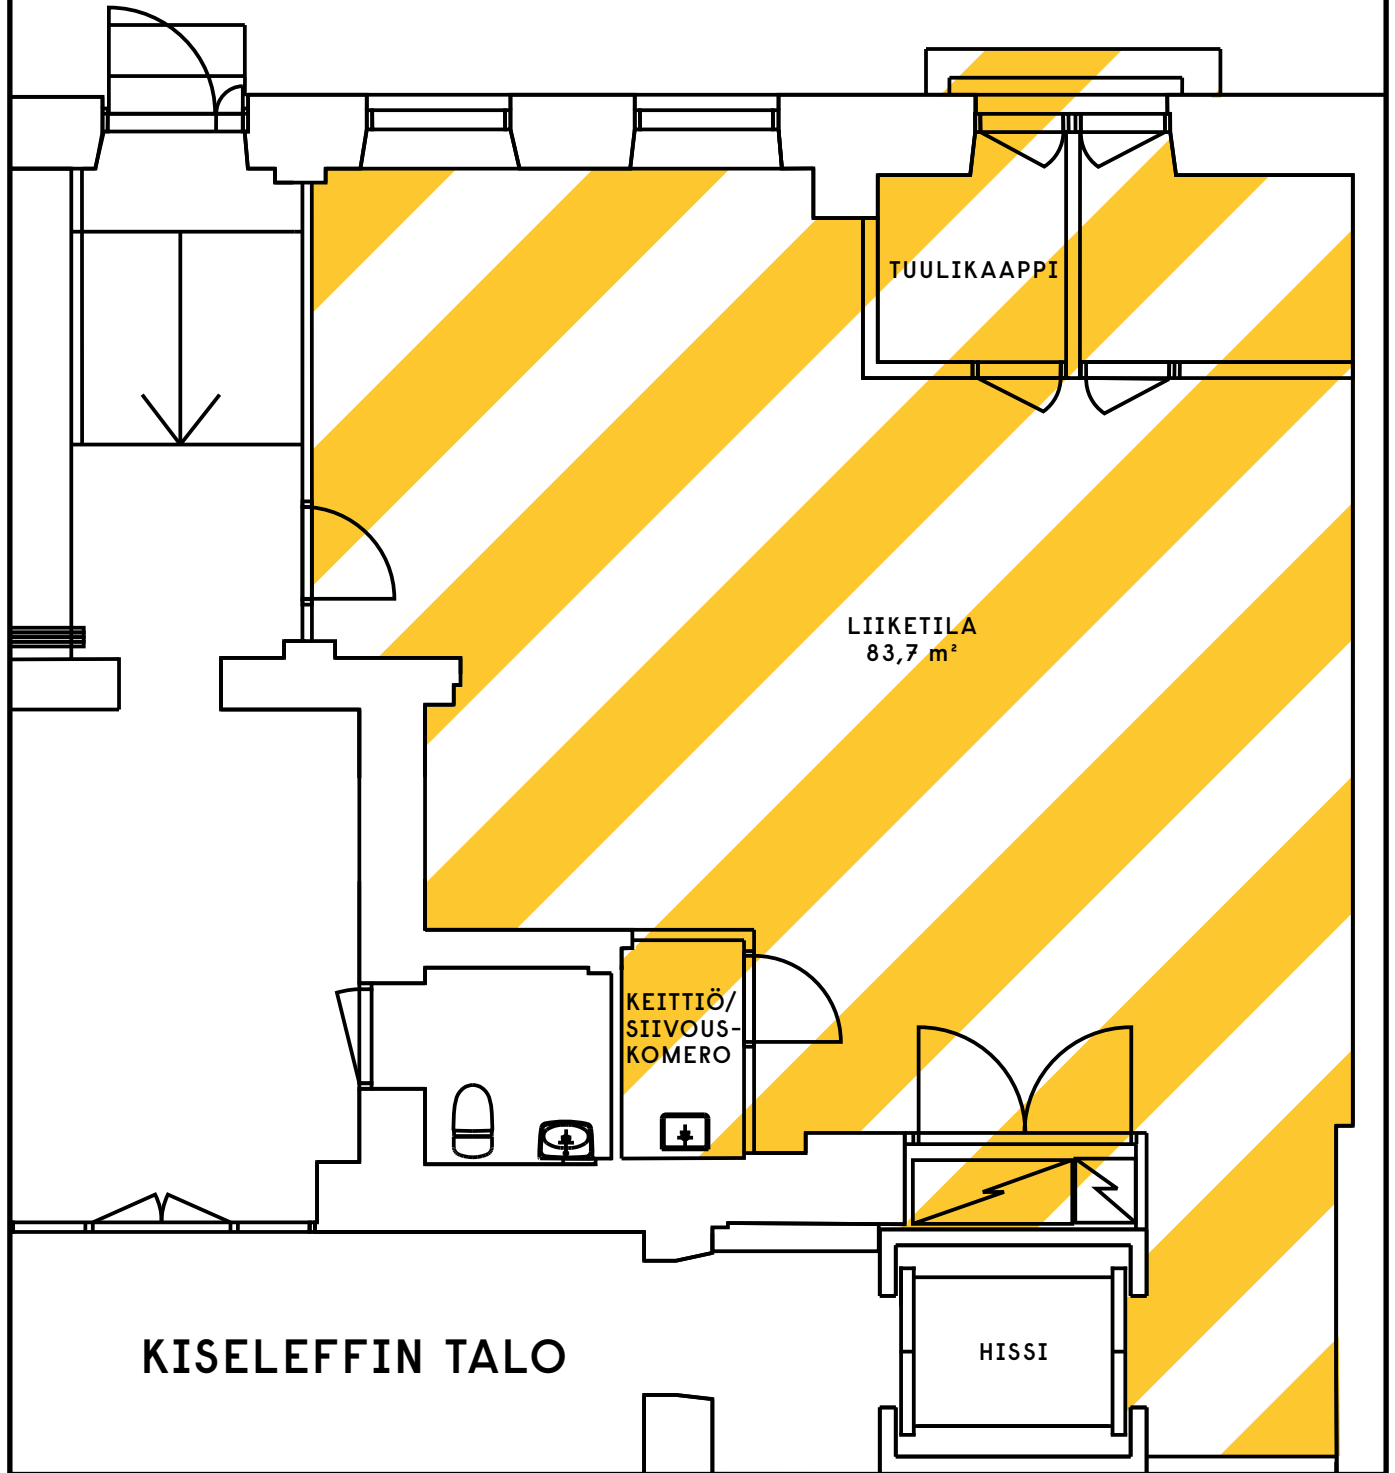 TUULIKAAPPI
LIIKETILA
83,7 m²
KEITTIÖ/
SIIVOUS-
KOMERO
KISELEFFIN TALO
HISSI